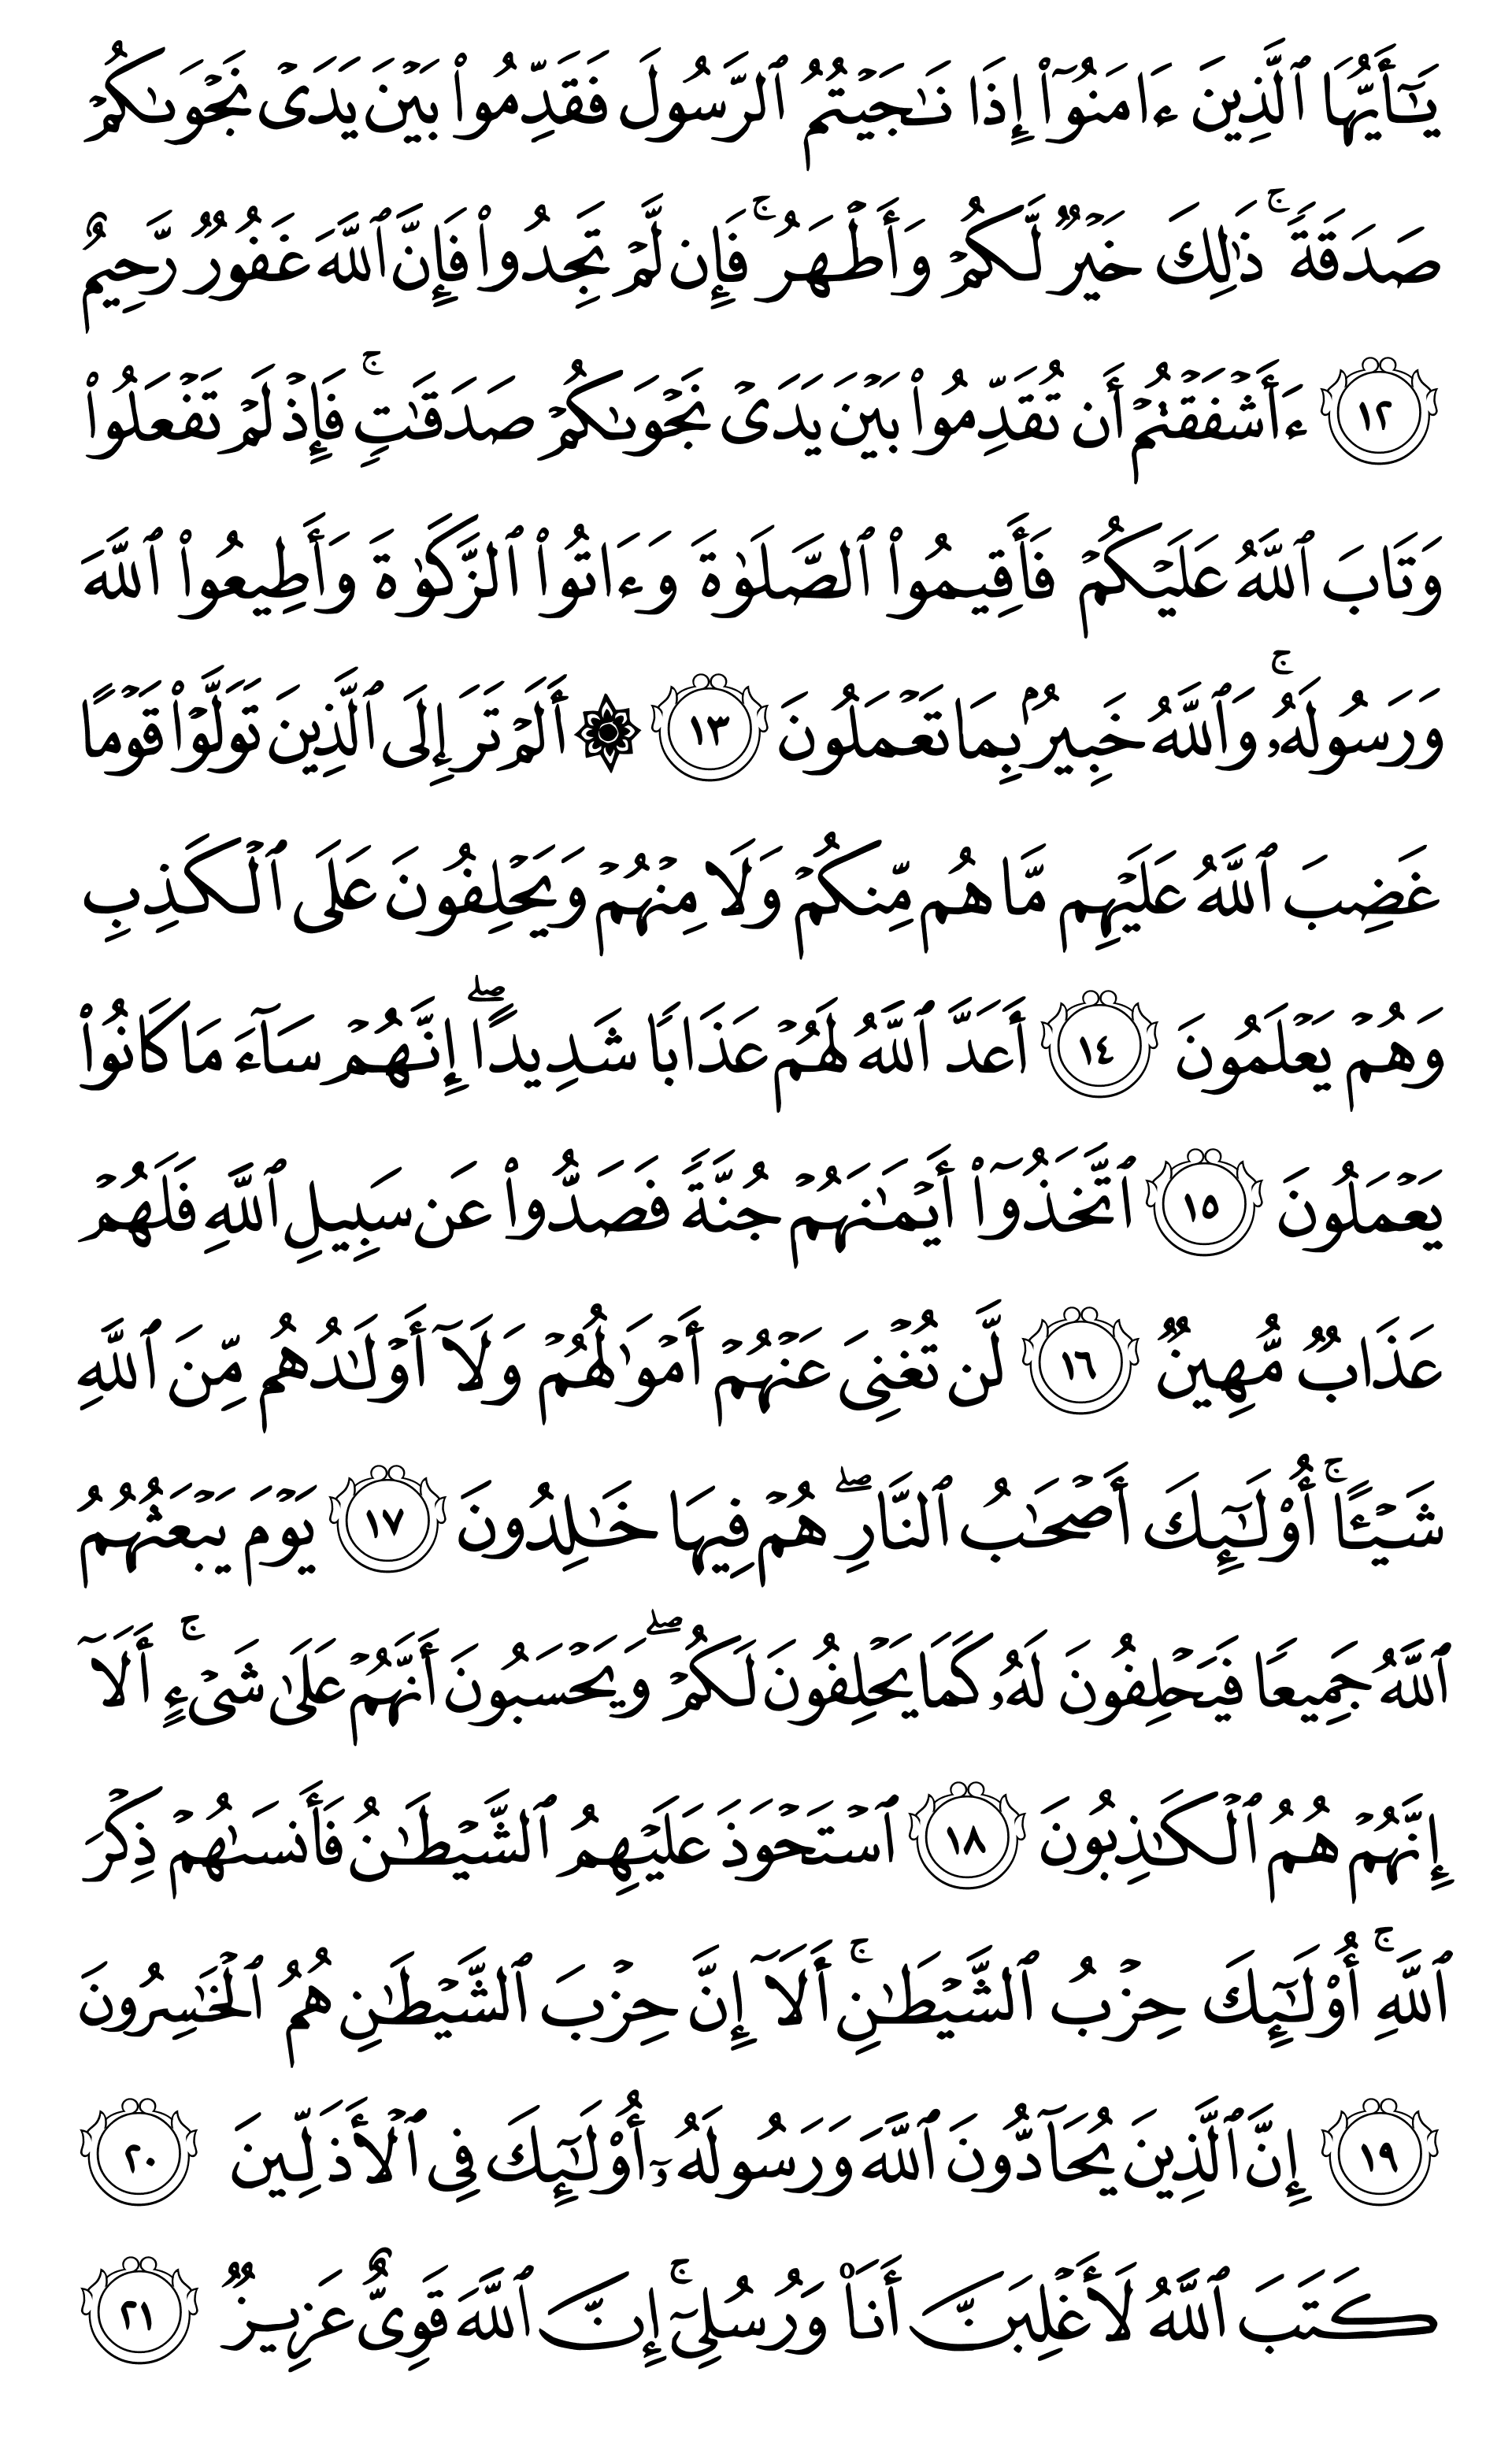 يَـٰٓأَيُّهَا ٱلَّذِينَ ءَامَنُوٓا۟ إِذَا نَـٰجَيْتُمُ ٱلرَّسُولَ فَقَدِّمُوا۟ بَيْنَ يَدَىْ نَجْوَىٰكُمْ
صَدَقَةً ۚ ذَٰلِكَ خَيْرٌ لَّكُمْ وَأَطْهَرُ ۚ فَإِن لَّمْ تَجِدُوا۟ فَإِنَّ ٱللَّهَ غَفُورٌ رَّحِيمٌ
١٢ ءَأَشْفَقْتُمْ أَن تُقَدِّمُوا۟ بَيْنَ يَدَىْ نَجْوَىٰكُمْ صَدَقَـٰتٍ ۚ فَإِذْ لَمْ تَفْعَلُوا۟
وَتَابَ ٱللَّهُ عَلَيْكُمْ فَأَقِيمُوا۟ ٱلصَّلَوٰةَ وَءَاتُوا۟ ٱلزَّكَوٰةَ وَأَطِيعُوا۟ ٱللَّهَ
وَرَسُولَهُۥ ۚ وَٱللَّهُ خَبِيرٌۢ بِمَا تَعْمَلُونَ ١٣ ۞ أَلَمْ تَرَ إِلَى ٱلَّذِينَ تَوَلَّوْا۟ قَوْمًا
غَضِبَ ٱللَّهُ عَلَيْهِم مَّا هُم مِّنكُمْ وَلَا مِنْهُمْ وَيَحْلِفُونَ عَلَى ٱلْكَذِبِ
وَهُمْ يَعْلَمُونَ ١٤ أَعَدَّ ٱللَّهُ لَهُمْ عَذَابًا شَدِيدًا ۖ إِنَّهُمْ سَآءَ مَا كَانُوا۟
يَعْمَلُونَ ١٥ ٱتَّخَذُوٓا۟ أَيْمَـٰنَهُمْ جُنَّةً فَصَدُّوا۟ عَن سَبِيلِ ٱللَّهِ فَلَهُمْ
عَذَابٌ مُّهِينٌ ١٦ لَّن تُغْنِىَ عَنْهُمْ أَمْوَٰلُهُمْ وَلَآ أَوْلَـٰدُهُم مِّنَ ٱللَّهِ
شَيْـًٔا ۚ أُو۟لَـٰٓئِكَ أَصْحَـٰبُ ٱلنَّارِ ۖ هُمْ فِيهَا خَـٰلِدُونَ ١٧ يَوْمَ يَبْعَثُهُمُ
ٱللَّهُ جَمِيعًا فَيَحْلِفُونَ لَهُۥ كَمَا يَحْلِفُونَ لَكُمْ ۖ وَيَحْسَبُونَ أَنَّهُمْ عَلَىٰ شَىْءٍ ۚ أَلَآ
إِنَّهُمْ هُمُ ٱلْكَـٰذِبُونَ ١٨ ٱسْتَحْوَذَ عَلَيْهِمُ ٱلشَّيْطَـٰنُ فَأَنسَىٰهُمْ ذِكْرَ
ٱللَّهِ ۚ أُو۟لَـٰٓئِكَ حِزْبُ ٱلشَّيْطَـٰنِ ۚ أَلَآ إِنَّ حِزْبَ ٱلشَّيْطَـٰنِ هُمُ ٱلْخَـٰسِرُونَ
١٩ إِنَّ ٱلَّذِينَ يُحَآدُّونَ ٱللَّهَ وَرَسُولَهُۥٓ أُو۟لَـٰٓئِكَ فِى ٱلْأَذَلِّينَ ٢٠
كَتَبَ ٱللَّهُ لَأَغْلِبَنَّ أَنَا۠ وَرُسُلِىٓ ۚ إِنَّ ٱللَّهَ قَوِىٌّ عَزِيزٌ ٢١